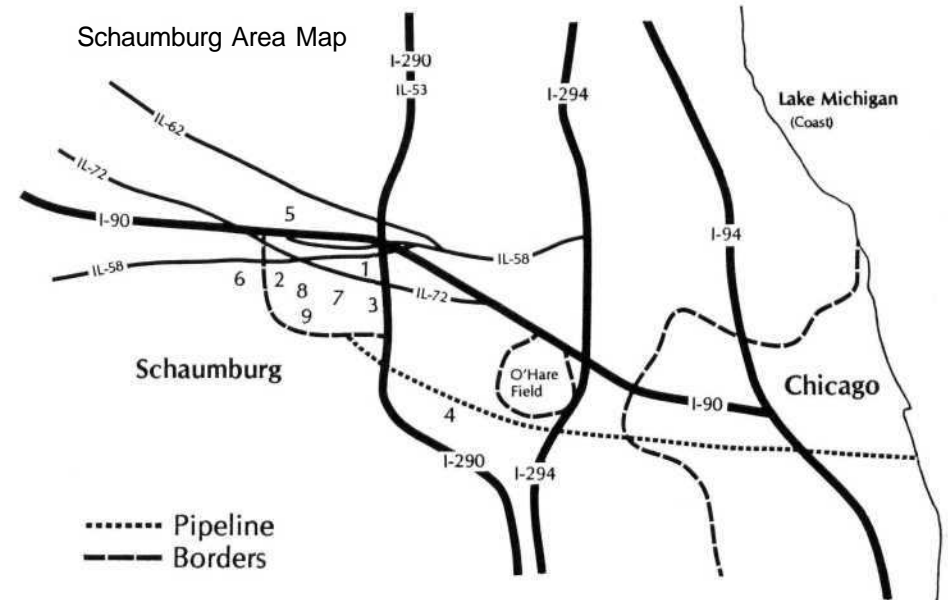 Schaumburg Area Map
I-290
IL-53
I-294
Lake Michigan
(Coast)
IL-62
IL-72
I-90
5
I-94
IL-58
IL-58
6
2
1
8
7
3
IL-72
9
Schaumburg
O'Hare
Field
Chicago
I-90
4
I-290
I-294
Pipeline
Borders